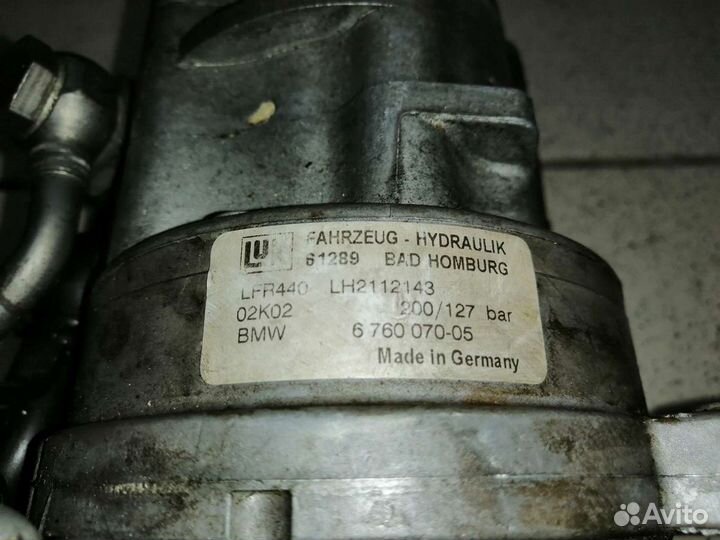 LuK FAHRZEUG - HYDRAULIK
61289 BAD HOMBURG
LFR440 LH2112143
02K02 200/127 bar
BMW 6 760 070-05
Made in Germany
Avito